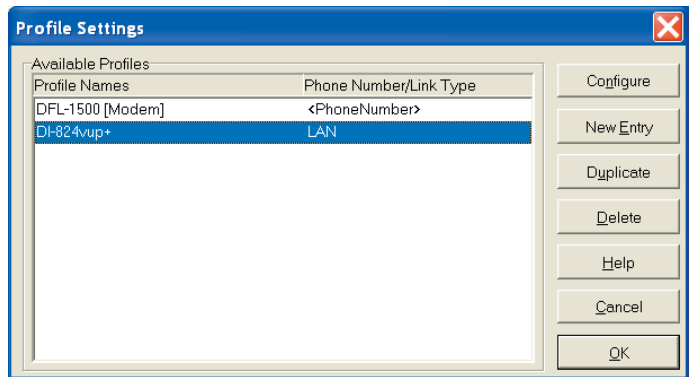 Profile Settings
Available Profiles
Profile Names Phone Number/Link Type
DFL-1500 [Modem] <PhoneNumber>
DI-824vup+ LAN
Configure
New Entry
Duplicate
Delete
Help
Cancel
OK